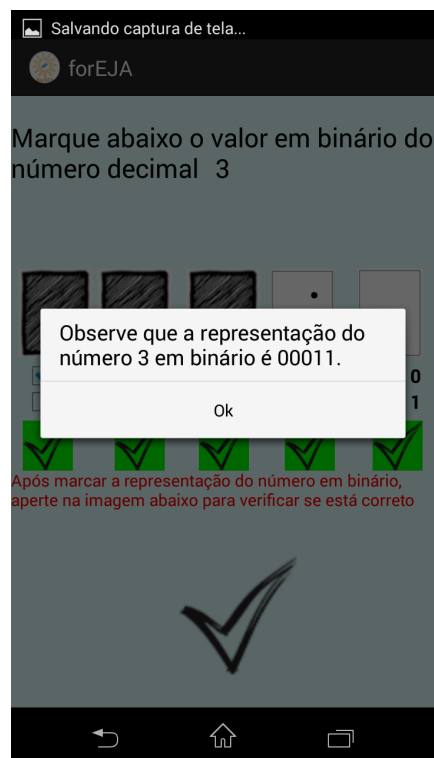 Salvando captura de tela...
forEJA
Marque abaixo o valor em binário do
número decimal 3
Observe que a representação do
número 3 em binário é 00011.
Ok
0
1
Após marcar a representação do número em binário,
aperte na imagem abaixo para verificar se está correto